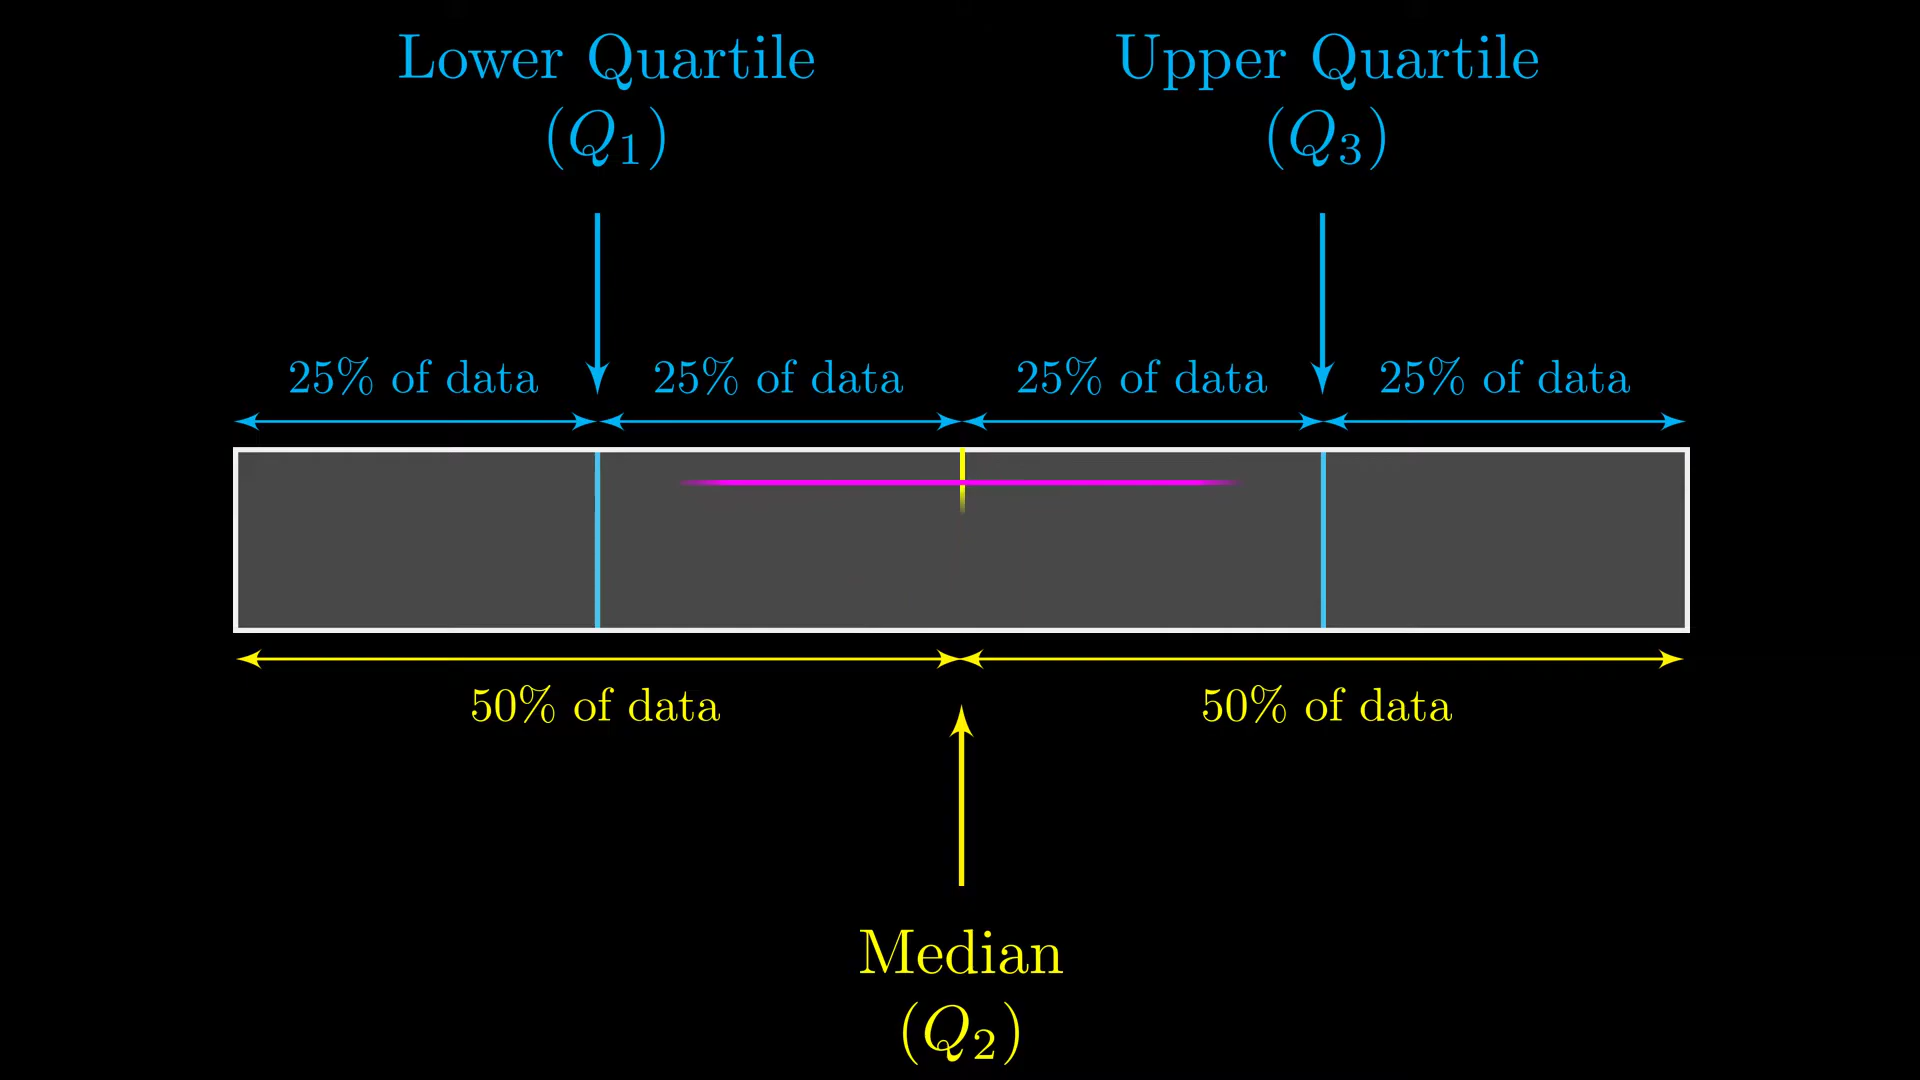 Lower Quartile
(Q₁)
Upper Quartile
(Q₃)
25% of data
25% of data
25% of data
25% of data
50% of data
50% of data
Median
(Q₂)